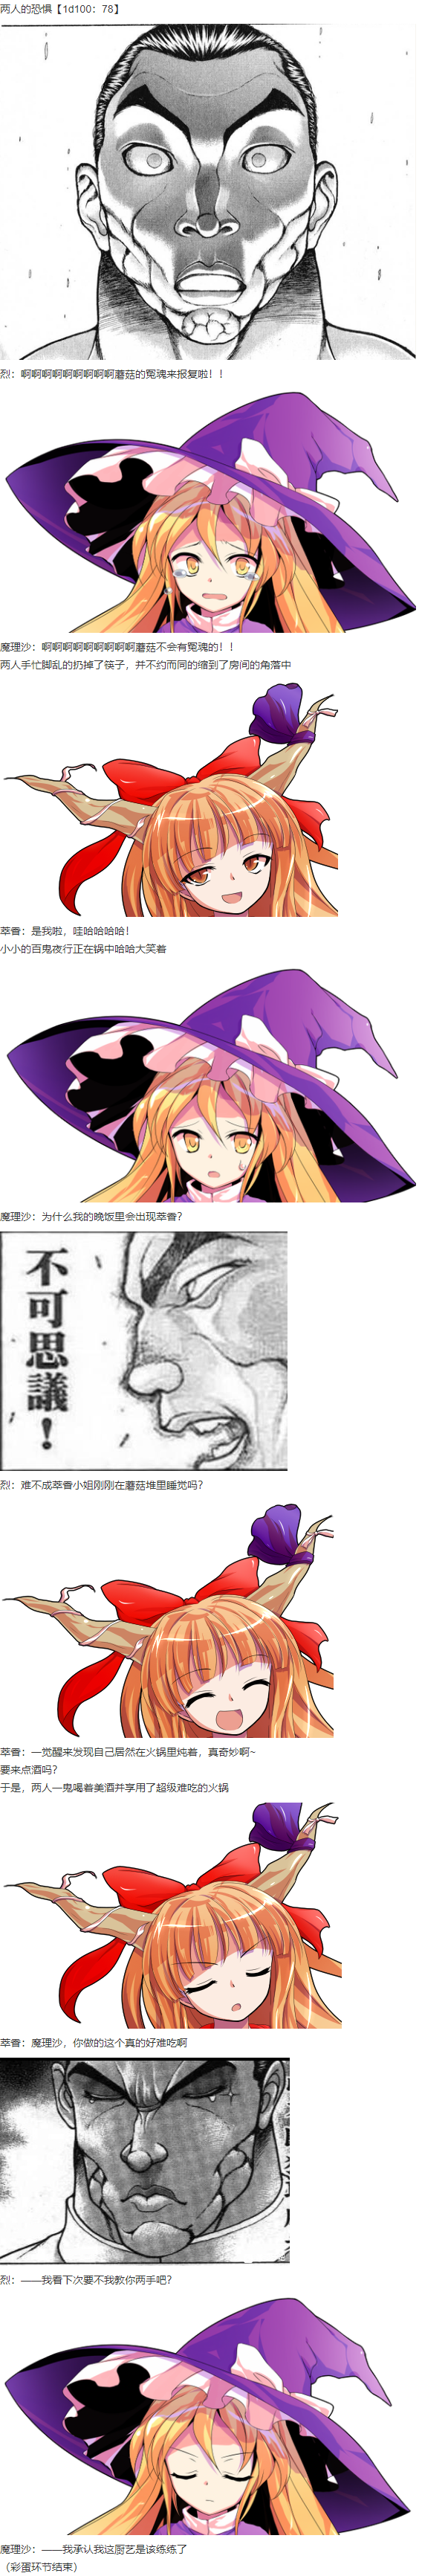 两人的恐惧【1d100：78】
烈：啊啊啊啊啊啊啊啊啊蘑菇的冤魂来报复啦！！
魔理沙：啊啊啊啊啊啊啊啊啊蘑菇不会有冤魂的！！
两人手忙脚乱的扔掉了筷子，并不约而同的缩到了房间的角落中
萃香：是我啦，哇哈哈哈哈！
小小的百鬼夜行正在锅中哈哈大笑着
魔理沙：为什么我的晚饭里会出现萃香？
不可思議！
烈：难不成萃香小姐刚刚在蘑菇堆里睡觉吗？
萃香：一觉醒来发现自己居然在火锅里炖着，真奇妙啊~
要来点酒吗？
于是，两人一鬼喝着美酒并享用了超级难吃的火锅
萃香：魔理沙，你做的这个真的好难吃啊
烈：——我看下次要不我教你两手吧？
魔理沙：——我承认我这厨艺是该练练了
（彩蛋环节结束）